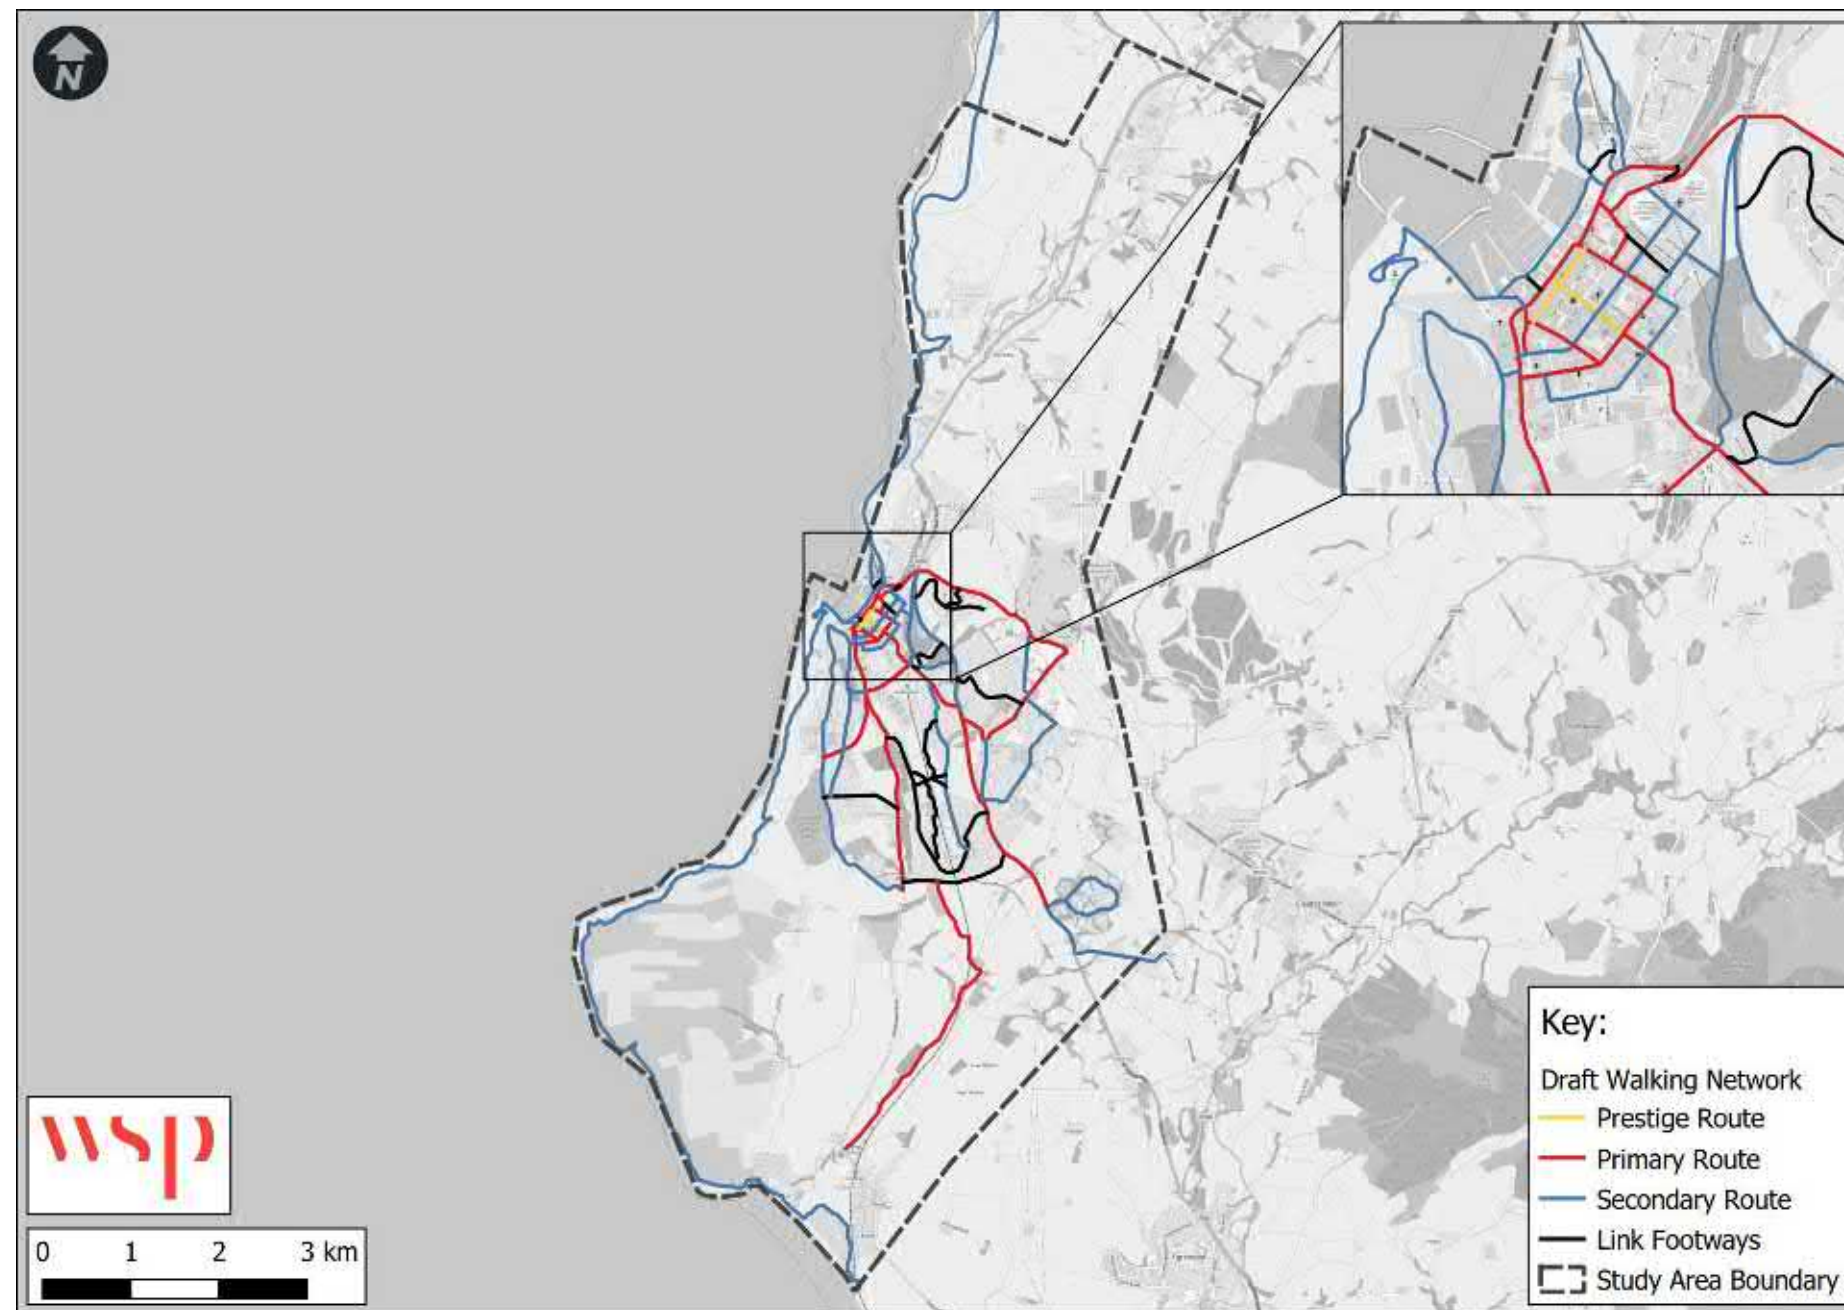 N
wsp
0 1 2 3 km
Key:
Draft Walking Network
Prestige Route
Primary Route
Secondary Route
Link Footways
Study Area Boundary